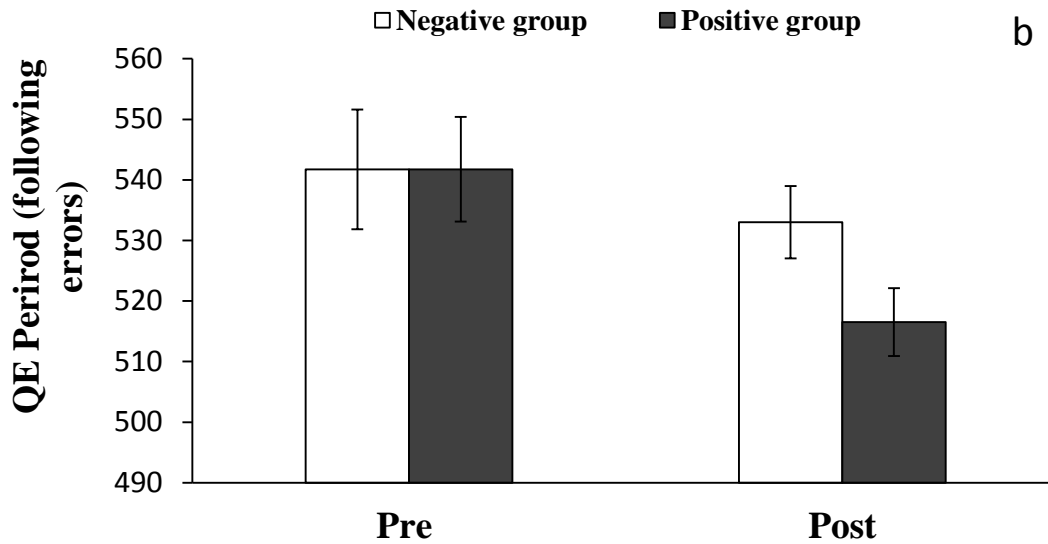 Negative group
Positive group
b
QE Perirod (following
errors)
560
550
540
530
520
510
500
490
Pre
Post